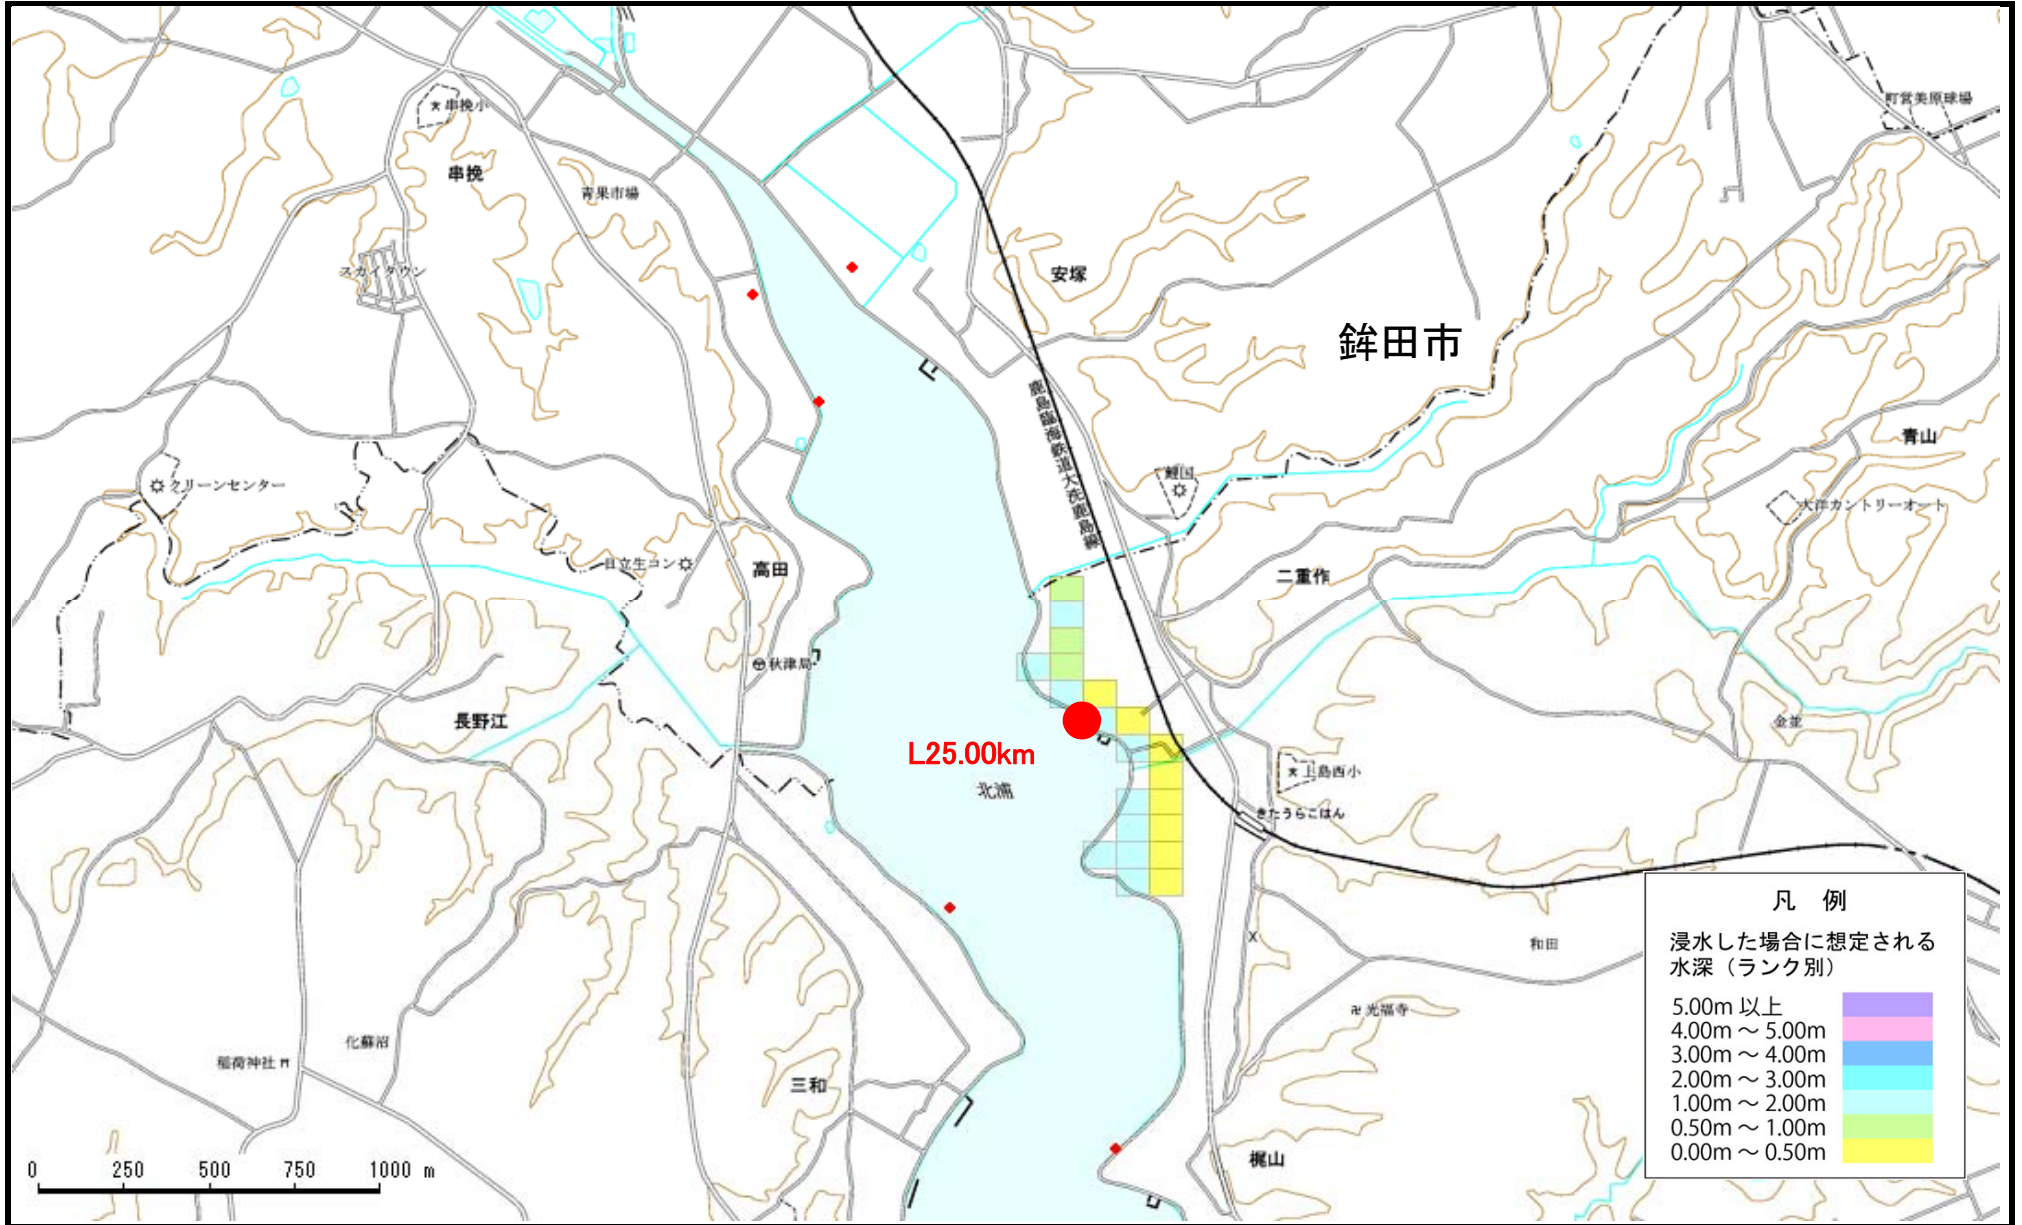 串挽小
町営美原球場
串挽
青果市場
スカイタウン
安塚
鉾田市
鹿島臨海鉄道大洗鹿島線
青山
鯉国
クリーンセンター
大洋カントリーオート
日立生コン
高田
二重作
秋津局
長野江
金並
L25.00km
上島西小
北浦
きたうらこはん
凡 例
浸水した場合に想定される
水深（ランク別）
5.00m 以上
4.00m ～ 5.00m
3.00m ～ 4.00m
2.00m ～ 3.00m
1.00m ～ 2.00m
0.50m ～ 1.00m
0.00m ～ 0.50m
和田
光福寺
化蘇沼
稲荷神社
三和
梶山
0 250 500 750 1000 m